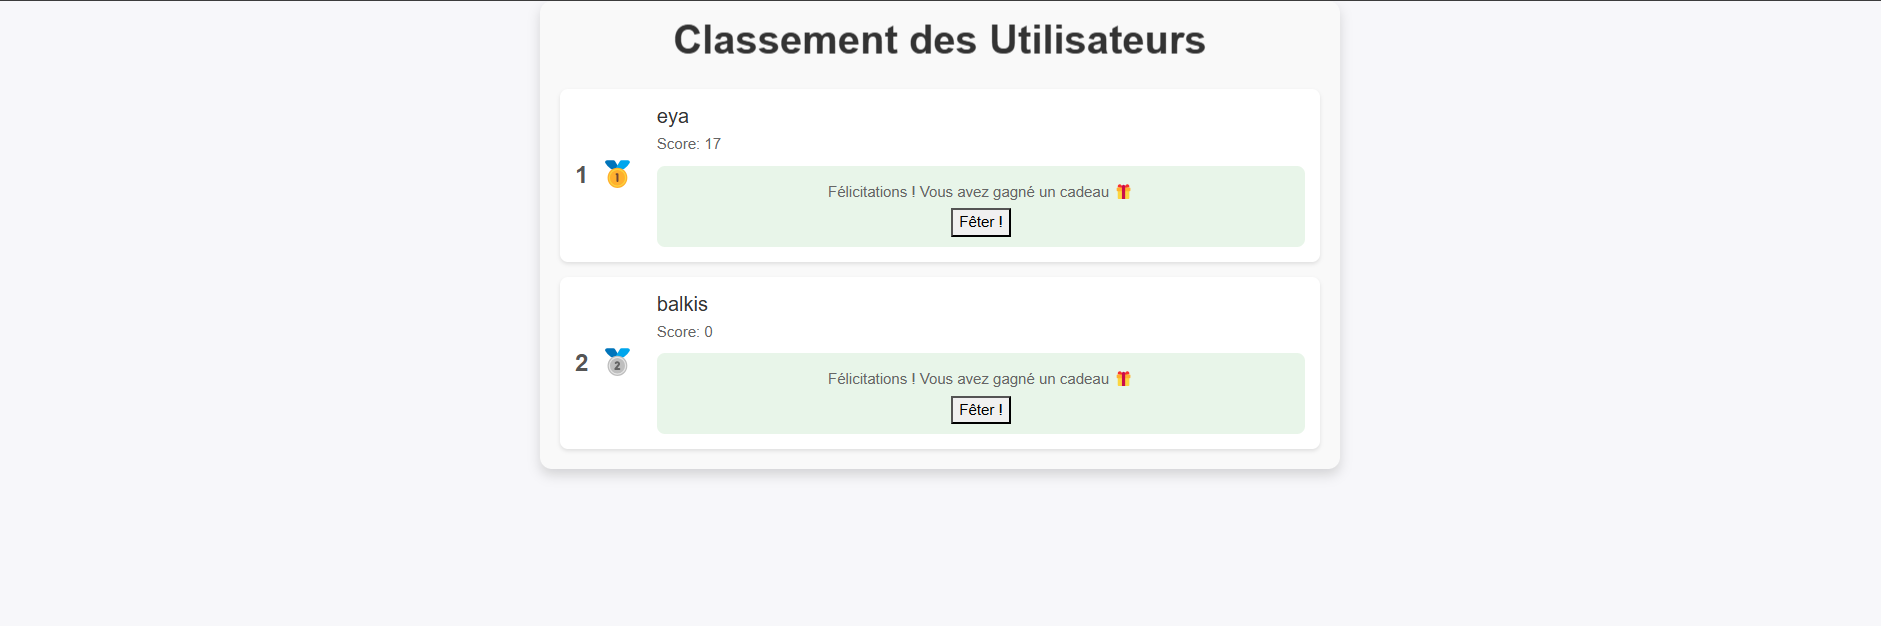 Classement des Utilisateurs
eya
Score: 17
1 🥇
Félicitations ! Vous avez gagné un cadeau 🎁
Fêter !
balkis
Score: 0
2 🥈
Félicitations ! Vous avez gagné un cadeau 🎁
Fêter !